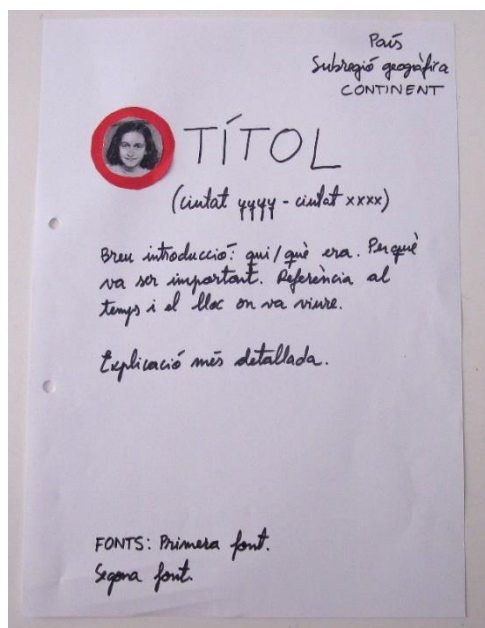 País
Subregió geogràfica
CONTINENT
TÍTOL
(ciutat yyyy - ciutat xxxx)
Breu introducció: qui/què era. Perquè
va ser important. Referència al
temps i el lloc on va viure.
Explicació més detallada.
FONTS: Primera font.
Segona font.